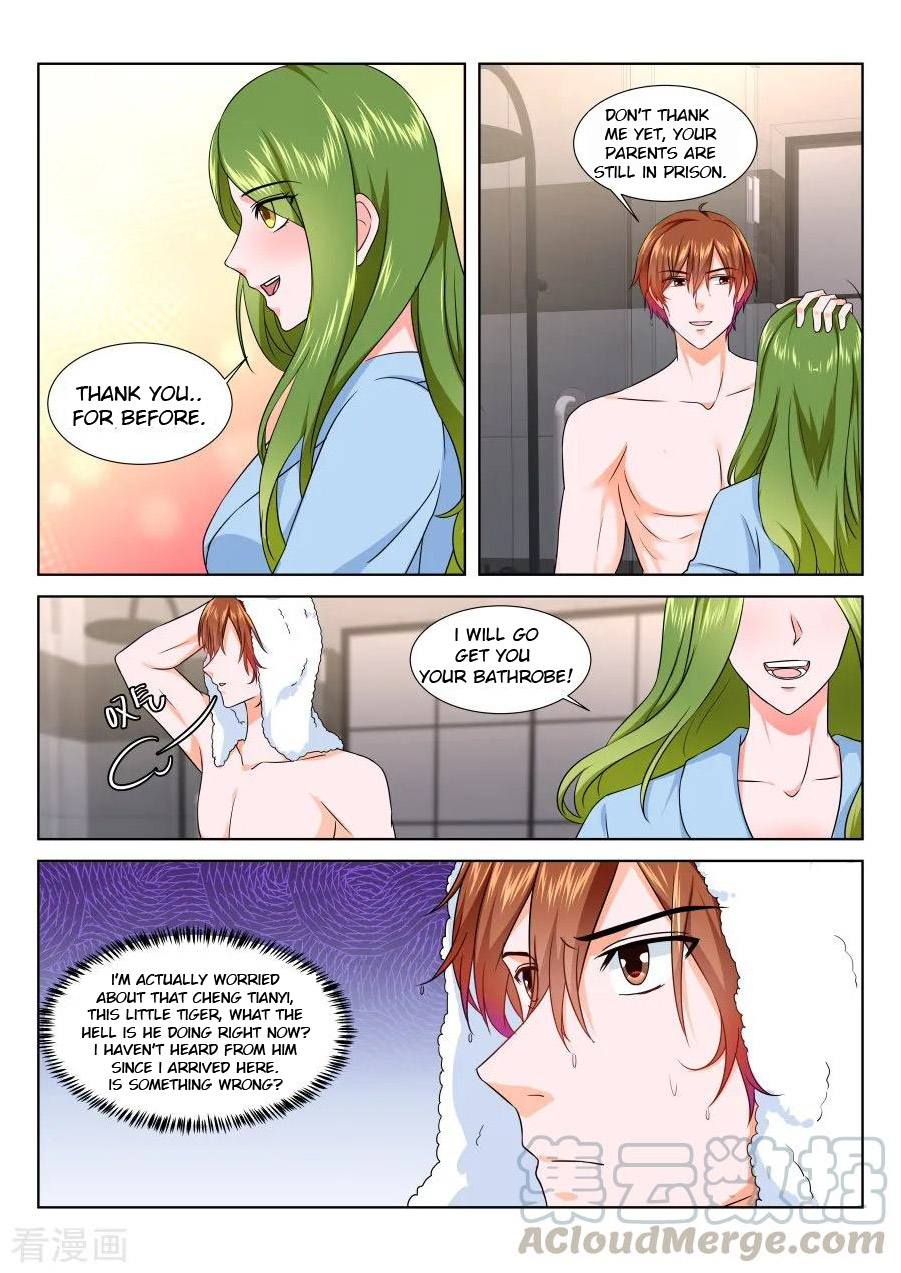 THANK YOU..
FOR BEFORE.
DON'T THANK
ME YET, YOUR
PARENTS ARE
STILL IN PRISON.
叹气
I WILL GO
GET YOU
YOUR BATHROBE!
I'M ACTUALLY WORRIED
ABOUT THAT CHENG TIANYI,
THIS LITTLE TIGER, WHAT THE
HELL IS HE DOING RIGHT NOW?
I HAVEN'T HEARD FROM HIM
SINCE I ARRIVED HERE.
IS SOMETHING WRONG?
集云数据
ACloudMerge.com
看漫画